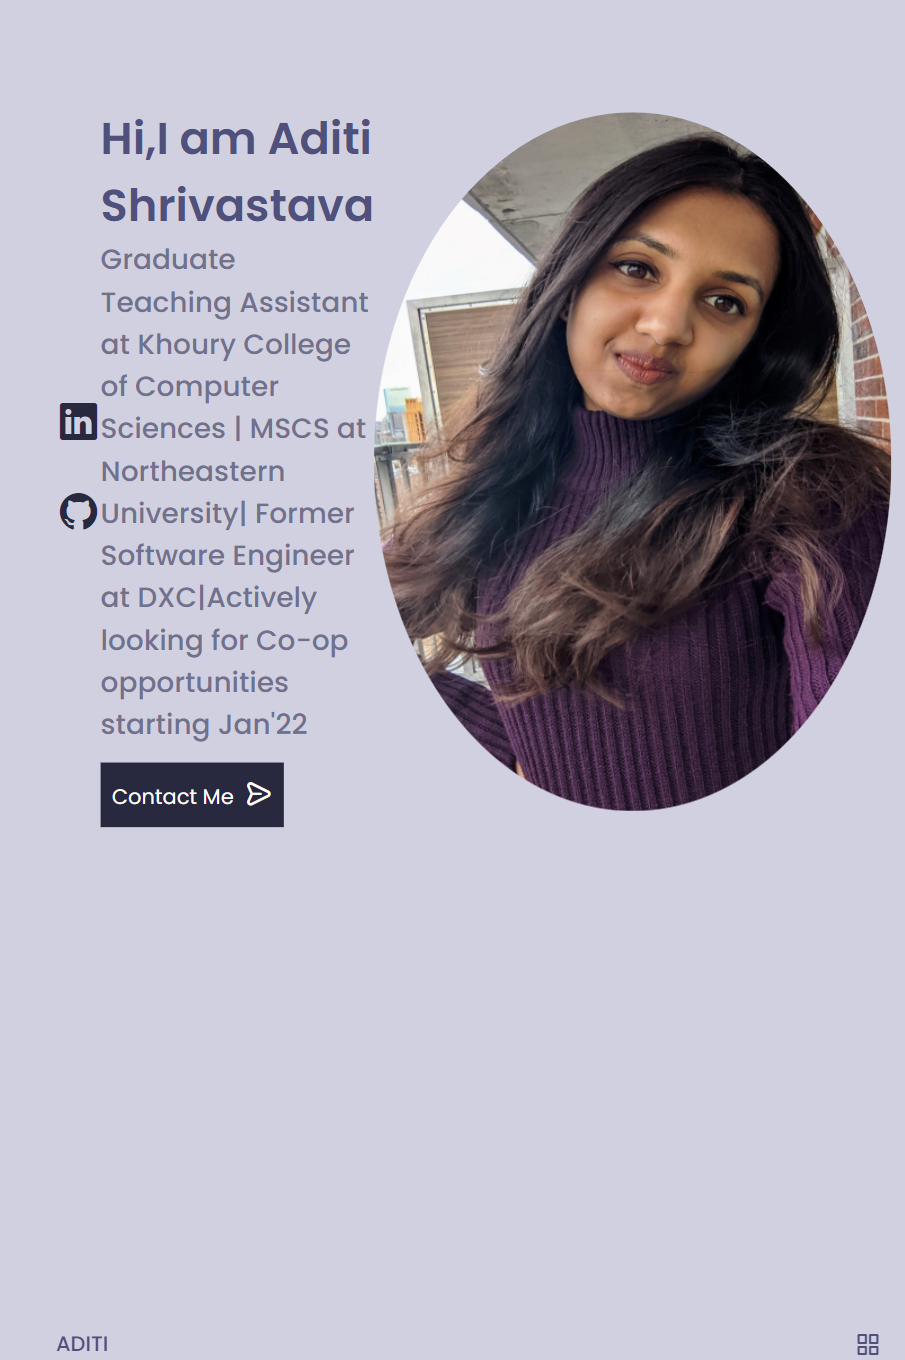 Hi,I am Aditi
Shrivastava
Graduate
Teaching Assistant
at Khoury College
of Computer
in
Sciences | MSCS at
Northeastern
University| Former
Software Engineer
at DXC|Actively
looking for Co-op
opportunities
starting Jan'22
Contact Me
ADITI